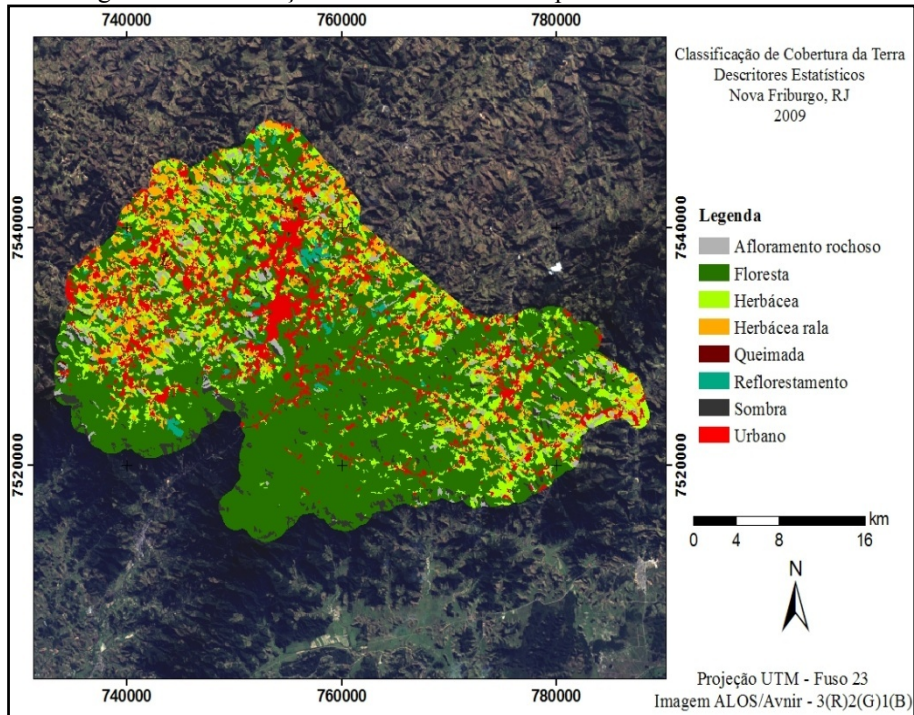 740000 760000 780000
Classificação de Cobertura da Terra
Descritores Estatísticos
Nova Friburgo, RJ
2009
7540000
7540000
Legenda
Afloramento rochoso
Floresta
Herbácea
Herbácea rala
Queimada
Reflorestamento
Sombra
Urbano
7520000
7520000
km
0 4 8 16
N
740000 760000 780000
Projeção UTM - Fuso 23
Imagem ALOS/Avnir - 3(R)2(G)1(B)